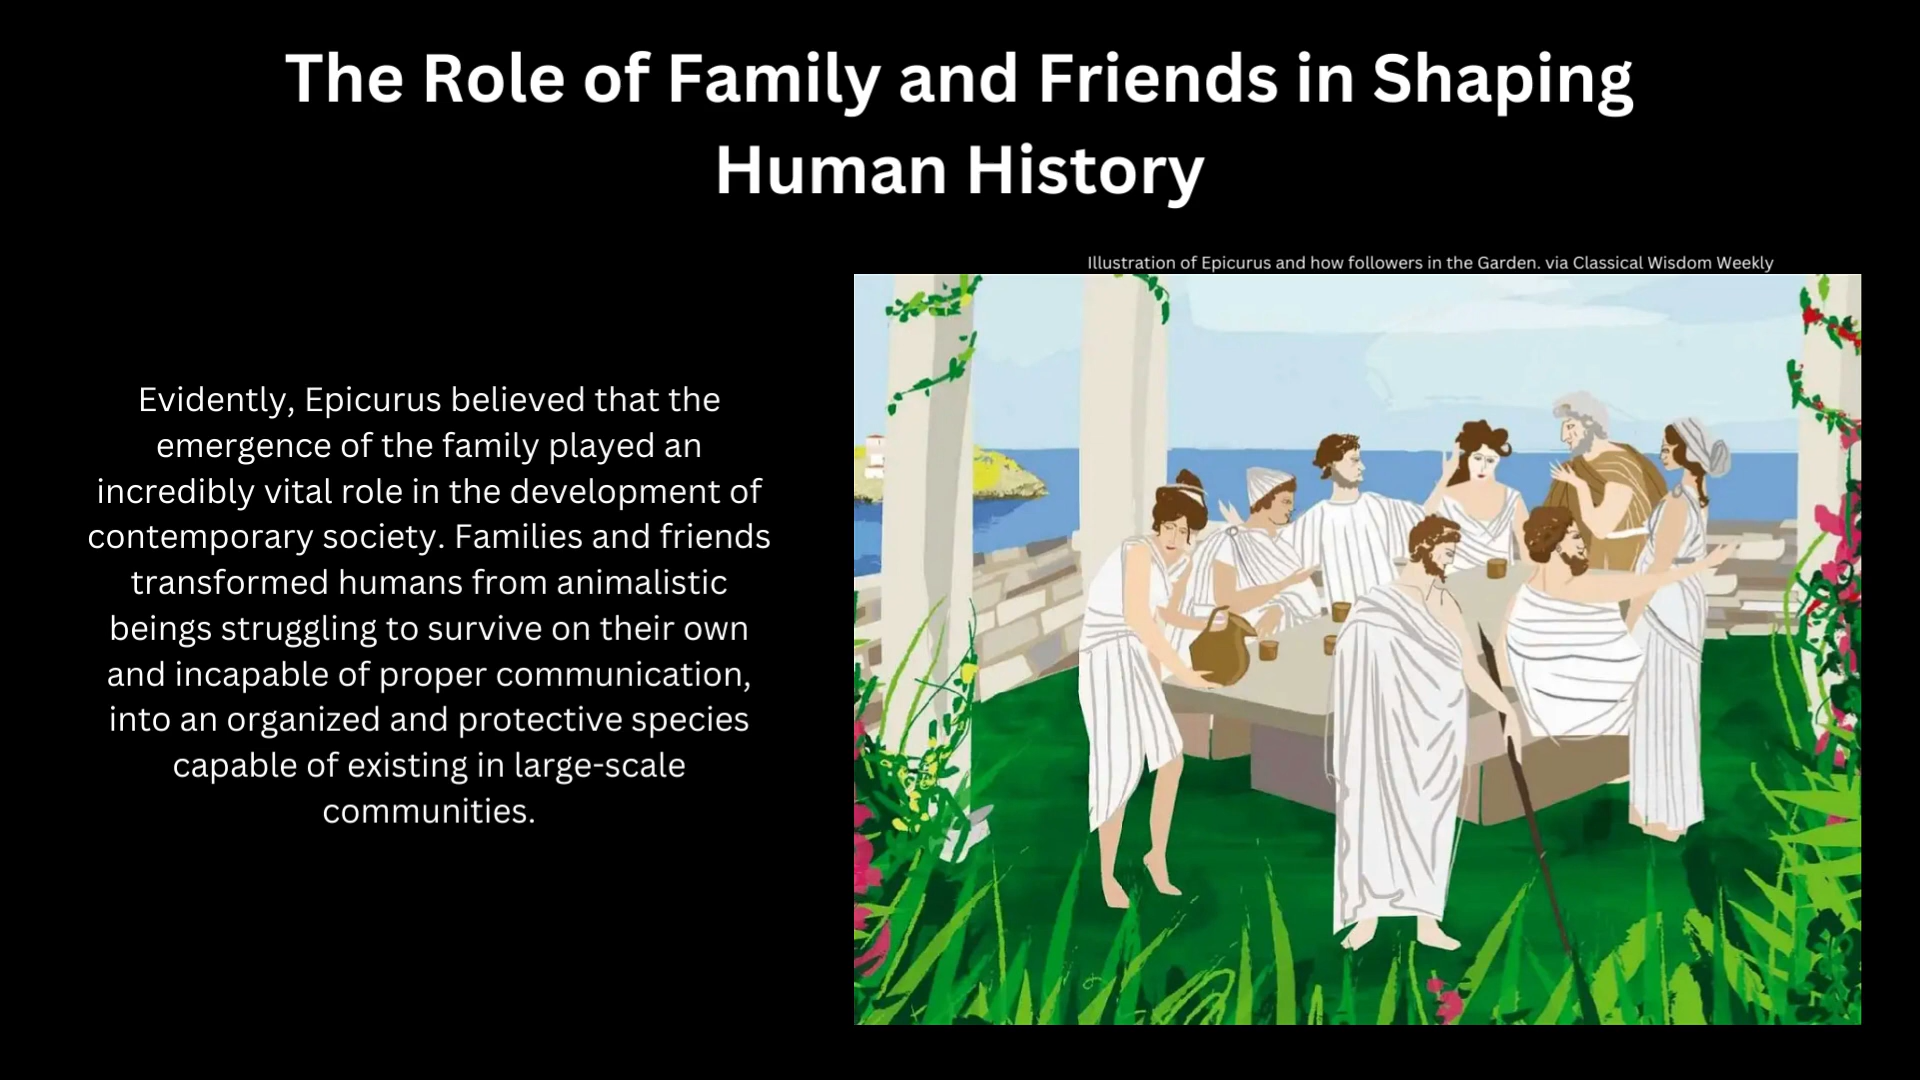 The Role of Family and Friends in Shaping
Human History
Illustration of Epicurus and how followers in the Garden. via Classical Wisdom Weekly
Evidently, Epicurus believed that the
emergence of the family played an
incredibly vital role in the development of
contemporary society. Families and friends
transformed humans from animalistic
beings struggling to survive on their own
and incapable of proper communication,
into an organized and protective species
capable of existing in large-scale
communities.